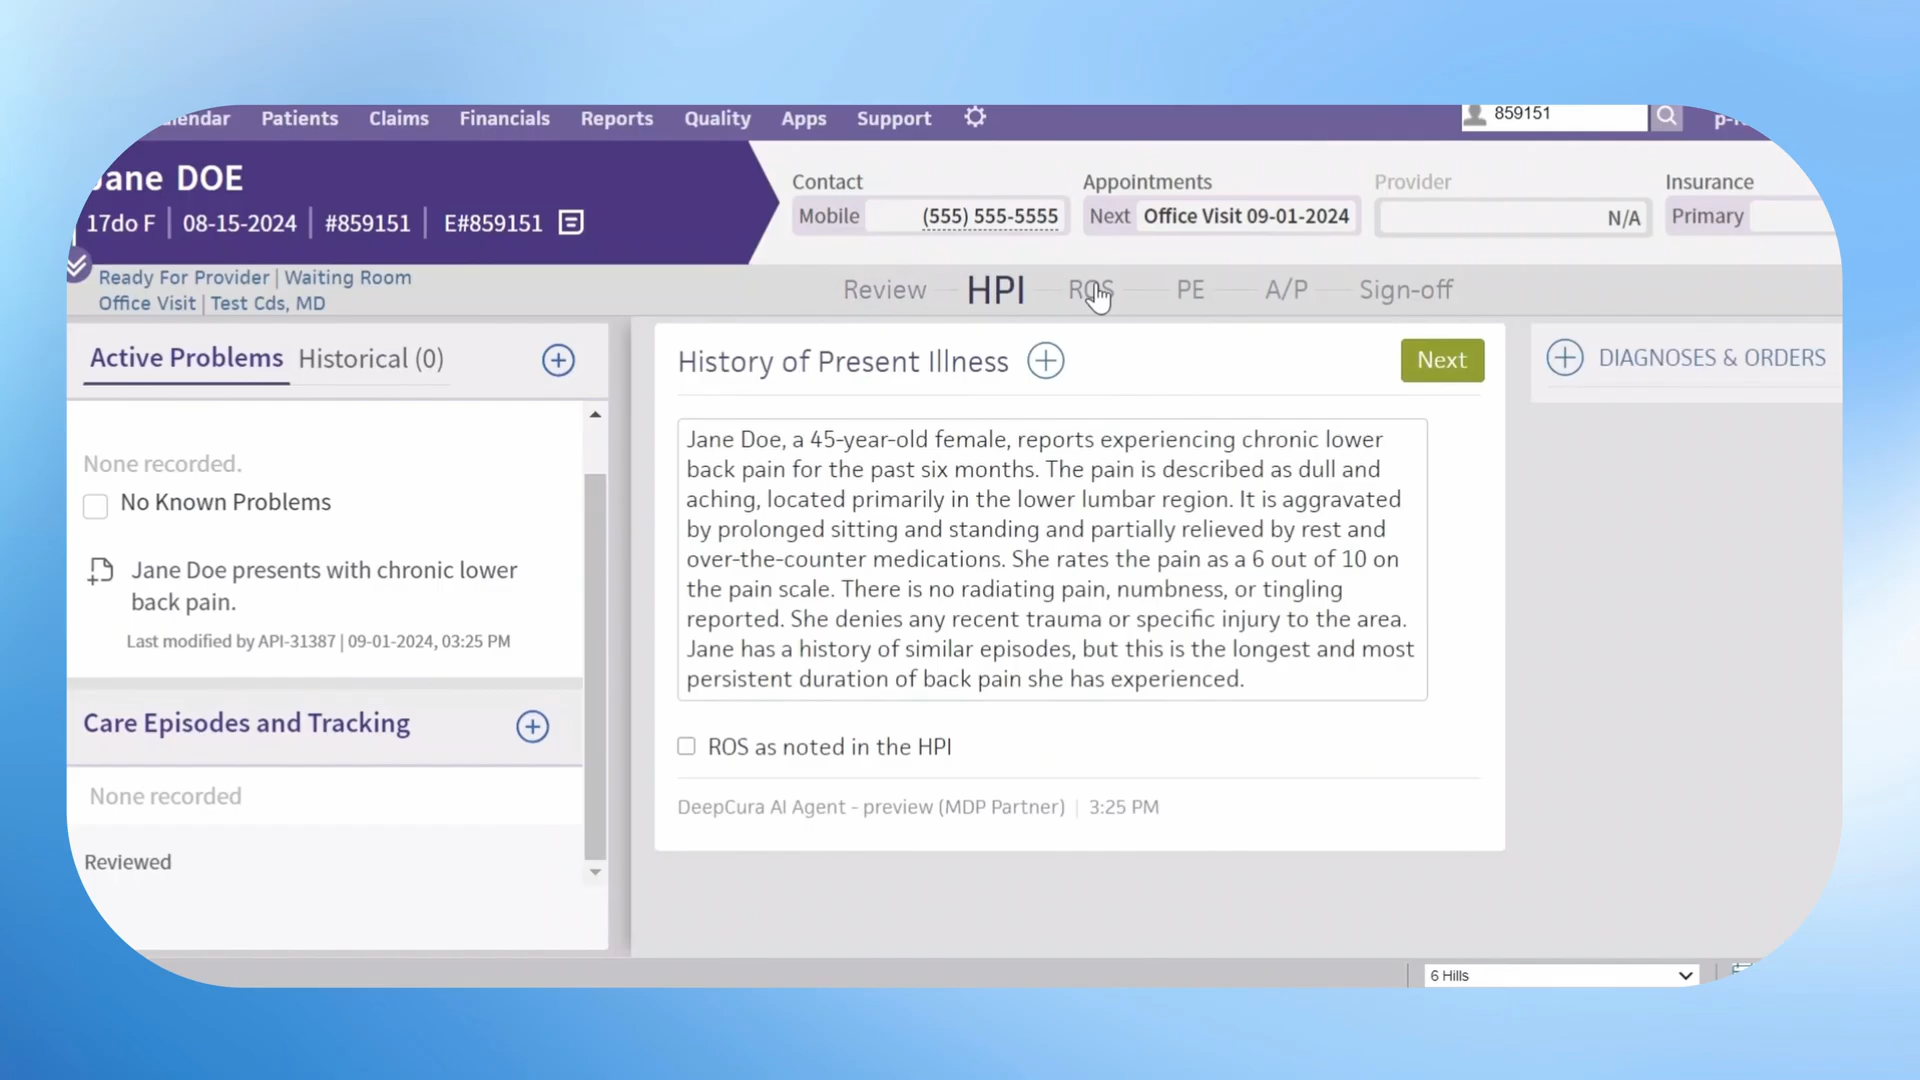 Patients Claims Financials Reports Quality Apps Support 859151
Jane DOE
17do F | 08-15-2024 | #859151 | E#859151
Contact
Mobile (555) 555-5555
Appointments
Next Office Visit 09-01-2024
Provider
N/A
Insurance
Primary
Ready For Provider | Waiting Room
Office Visit | Test Cds, MD
Review HPI ROS PE A/P Sign-off
Active Problems Historical (0)
None recorded.
No Known Problems
Jane Doe presents with chronic lower
back pain.
Last modified by API-31387 | 09-01-2024, 03:25 PM
Care Episodes and Tracking
None recorded
Reviewed
History of Present Illness
Next
Jane Doe, a 45-year-old female, reports experiencing chronic lower
back pain for the past six months. The pain is described as dull and
aching, located primarily in the lower lumbar region. It is aggravated
by prolonged sitting and standing and partially relieved by rest and
over-the-counter medications. She rates the pain as a 6 out of 10 on
the pain scale. There is no radiating pain, numbness, or tingling
reported. She denies any recent trauma or specific injury to the area.
Jane has a history of similar episodes, but this is the longest and most
persistent duration of back pain she has experienced.
ROS as noted in the HPI
DeepCura AI Agent - preview (MDP Partner) | 3:25 PM
DIAGNOSES & ORDERS
6 Hills